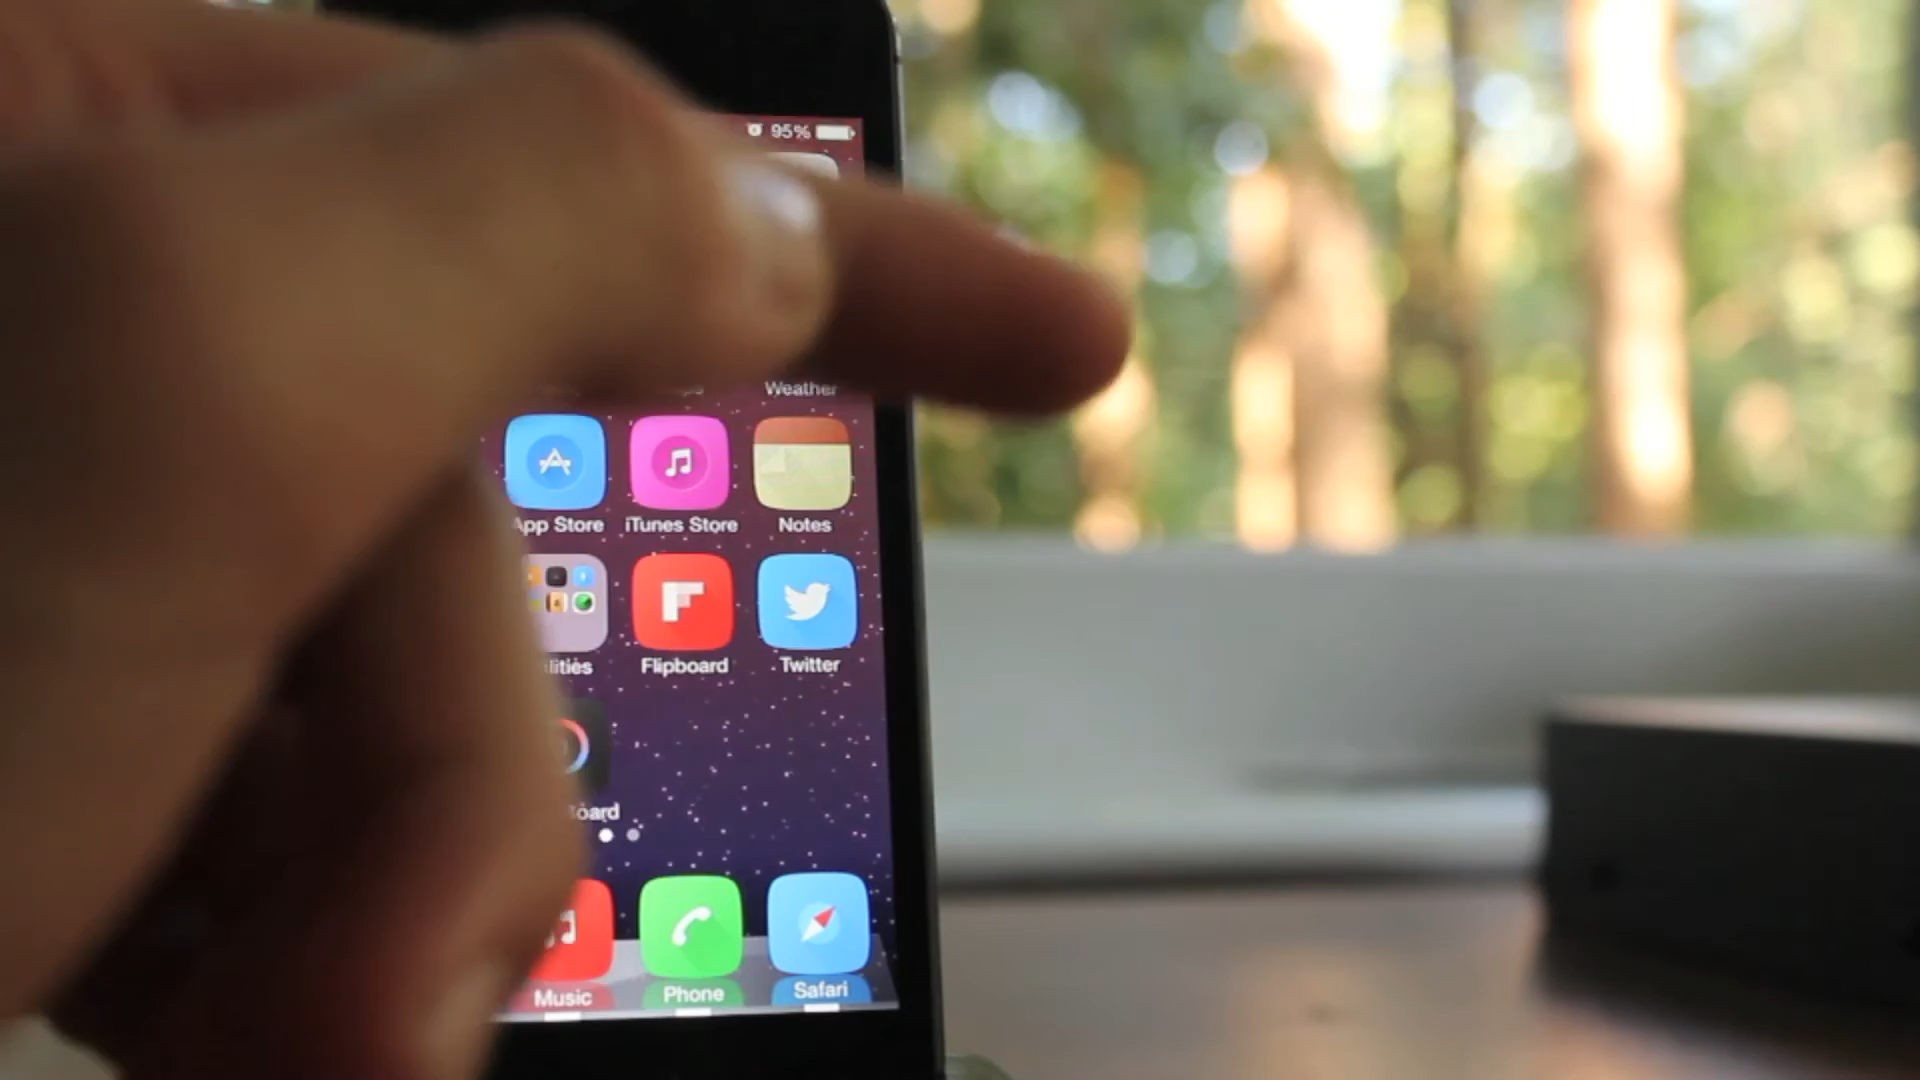 95%
Weather
App Store iTunes Store Notes
Flipboard Twitter
Music Phone Safari